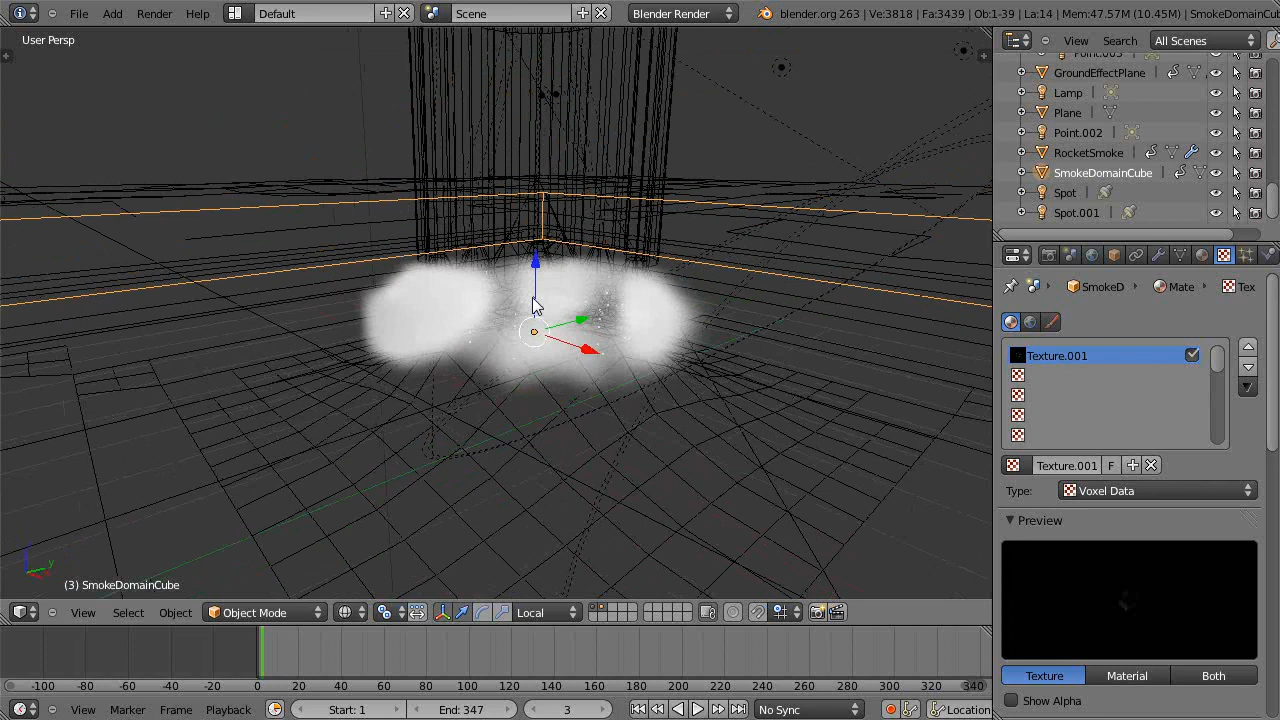 File Add Render Help Default Scene Blender Render blender.org 263 | Ve:3818 | Fa:3439 | Ob:1-39 | La:14 | Mem:47.57M (10.45M) | SmokeDomainCub
User Persp
View Search All Scenes
GroundEffectPlane
Lamp
Plane
Point.002
RocketSmoke
SmokeDomainCube
Spot
Spot.001
SmokeD Mate Tex
Texture.001
Texture.001 F
Type: Voxel Data
Preview
Texture Material Both
Show Alpha
y
(3) SmokeDomainCube
View Select Object Object Mode Local
-100 -80 -60 -40 -20 0 20 40 60 80 100 120 140 160 180 200 220 240 260 280 300 320 340
View Marker Frame Playback Start: 1 End: 347 3 No Sync Location